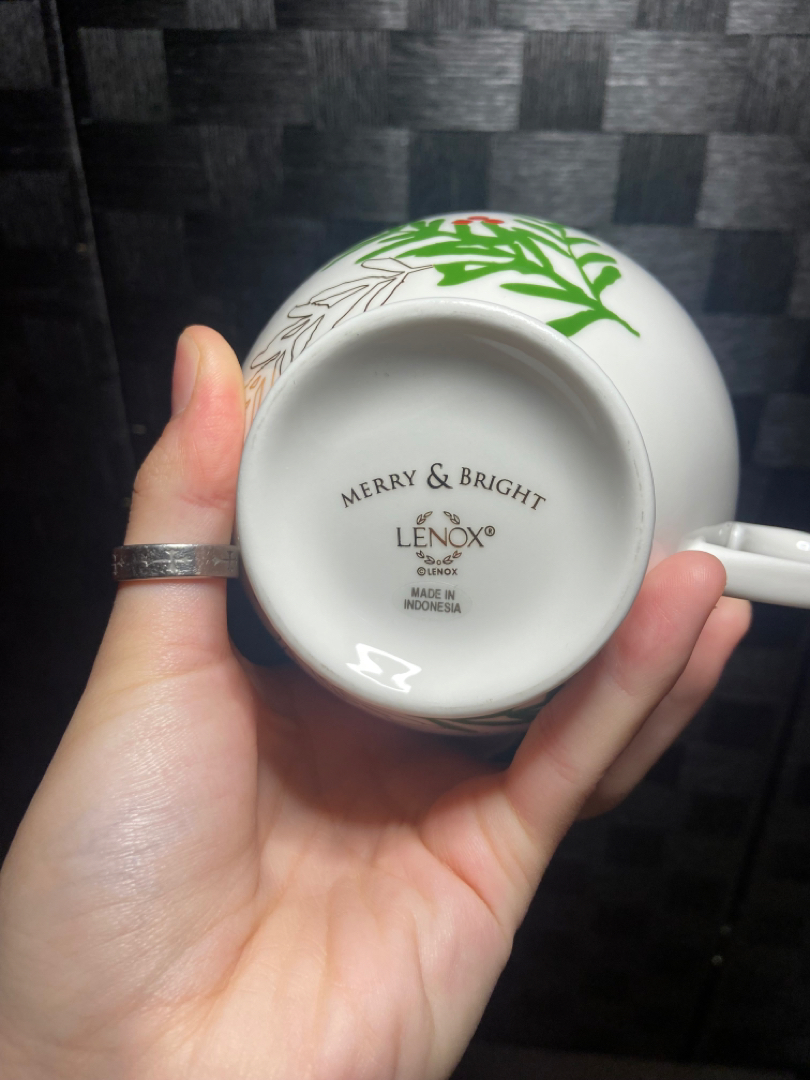 MERRY & BRIGHT
LENOX®
©LENOX
MADE IN
INDONESIA